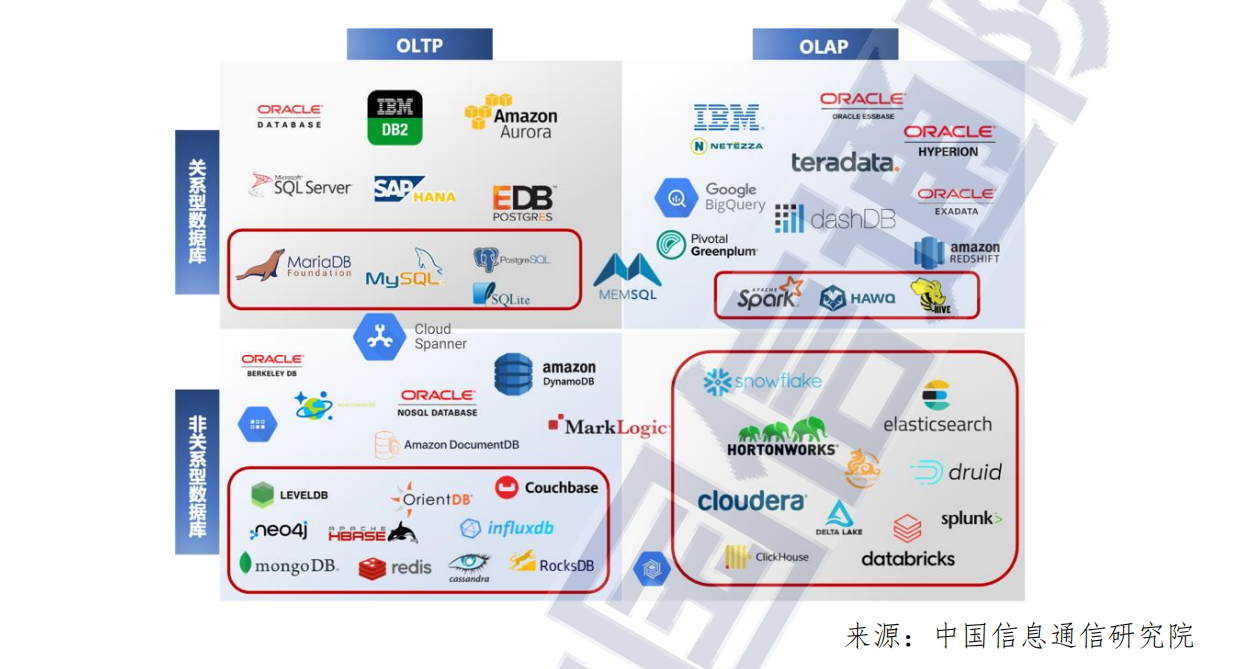 OLTP
OLAP
关系型数据库
ORACLE
DATABASE
IBM
DB2
Amazon
Aurora
Microsoft
SQL Server
SAP HANA
EDB
POSTGRES
MariaDB
Foundation
MySQL
PostgreSQL
SQLite
MEMSQL
IBM
NETEZZA
ORACLE
ORACLE ESSBASE
ORACLE
HYPERION
teradata.
Google
BigQuery
dashDB
ORACLE
EXADATA
Pivotal
Greenplum
amazon
REDSHIFT
APACHE
Spark
HAWQ
HIVE
非关系型数据库
Cloud
Spanner
ORACLE
BERKELEY DB
ORACLE
NOSQL DATABASE
amazon
DynamoDB
MarkLogic
Amazon DocumentDB
LEVELDB
OrientDB
Couchbase
neo4j
APACHE
HBASE
influxdb
mongoDB
redis
cassandra
RocksDB
snowflake
elasticsearch
HORTONWORKS
druid
cloudera
DELTA LAKE
splunk>
ClickHouse
databricks
来源：中国信息通信研究院